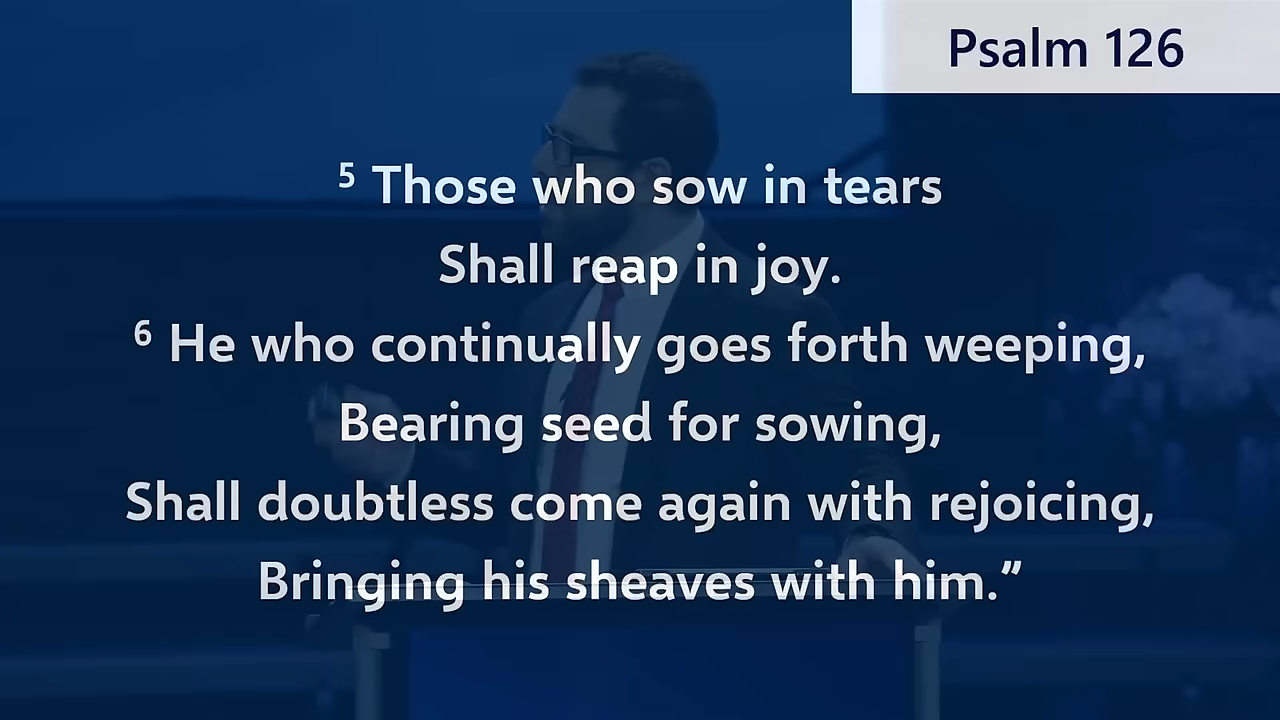 Psalm 126
5 Those who sow in tears
Shall reap in joy.
6 He who continually goes forth weeping,
Bearing seed for sowing,
Shall doubtless come again with rejoicing,
Bringing his sheaves with him.”